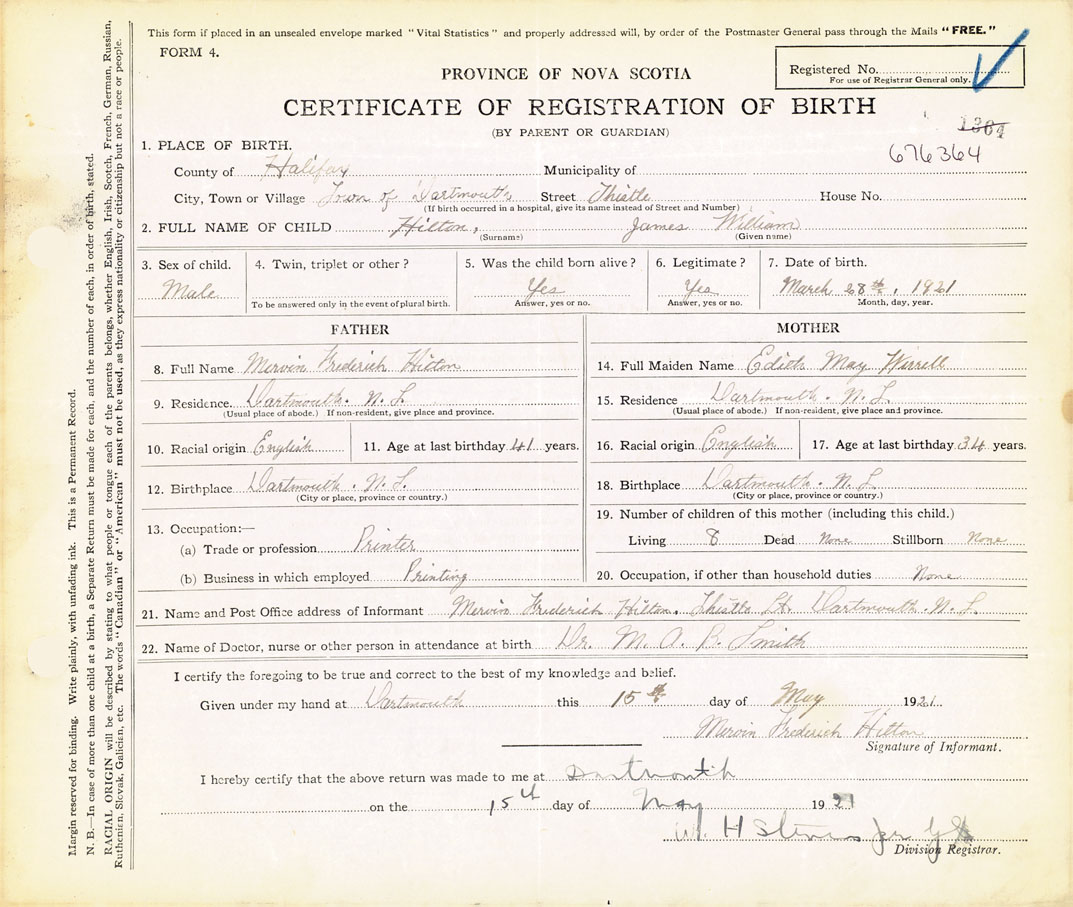 This form if placed in an unsealed envelope marked "Vital Statistics" and properly addressed will, by order of the Postmaster General pass through the Mails "FREE."
FORM 4.
Registered No.
For use of Registrar General only.
PROVINCE OF NOVA SCOTIA
CERTIFICATE OF REGISTRATION OF BIRTH
(BY PARENT OR GUARDIAN)
676364
1. PLACE OF BIRTH.
County of Halifax Municipality of
City, Town or Village Town of Dartmouth Street Thistle House No.
(If birth occurred in a hospital, give its name instead of Street and Number)
2. FULL NAME OF CHILD Hilton, James William
(Surname) (Given name)
3. Sex of child. 4. Twin, triplet or other? 5. Was the child born alive? 6. Legitimate? 7. Date of birth.
Male Yes Yes March 28th, 1921
To be answered only in the event of plural birth. Answer, yes or no. Answer, yes or no. Month, day, year.
FATHER
8. Full Name Mervin Frederick Hilton
9. Residence. Dartmouth. N.S.
(Usual place of abode.) If non-resident, give place and province.
10. Racial origin English 11. Age at last birthday 41 years.
12. Birthplace Dartmouth. N.S.
(City or place, province or country.)
13. Occupation:—
(a) Trade or profession Printer
(b) Business in which employed Printing
MOTHER
14. Full Maiden Name Edith May Wirrell
15. Residence Dartmouth. N.S.
(Usual place of abode.) If non-resident, give place and province.
16. Racial origin English 17. Age at last birthday 34 years.
18. Birthplace Dartmouth. N.S.
(City or place, province or country.)
19. Number of children of this mother (including this child.)
Living 8 Dead None Stillborn None
20. Occupation, if other than household duties None
21. Name and Post Office address of Informant Mervin Frederick Hilton. Thistle St. Dartmouth. N.S.
22. Name of Doctor, nurse or other person in attendance at birth Dr. M. A. B. Smith
I certify the foregoing to be true and correct to the best of my knowledge and belief.
Given under my hand at Dartmouth this 15th day of May 1921.
Mervin Frederick Hilton
Signature of Informant.
I hereby certify that the above return was made to me at Dartmouth
on the 15th day of May 1921
W. H Stevens
Division Registrar.
Margin reserved for binding. Write plainly, with unfading ink. This is a Permanent Record.
N. B.—In case of more than one child at a birth, a Separate Return must be made for each, and the number of each, in order of birth, stated.
RACIAL ORIGIN will be described by stating to what people or tongue each of the parents belongs, whether English, Irish, Scotch, French, German, Russian,
Ruthenian, Slovak, Galician, etc. The words "Canadian" or "American" must not be used, as they express nationality or citizenship but not a race or people.